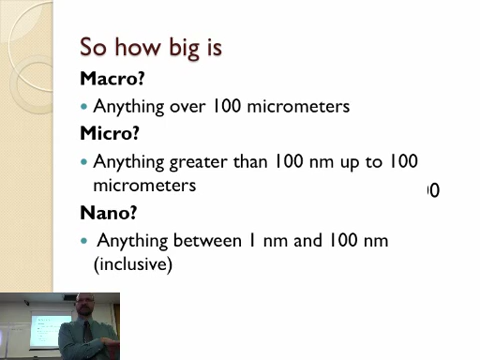 So how big is
Macro?
Anything over 100 micrometers
Micro?
Anything greater than 100 nm up to 100
micrometers
Nano?
Anything between 1 nm and 100 nm
(inclusive)